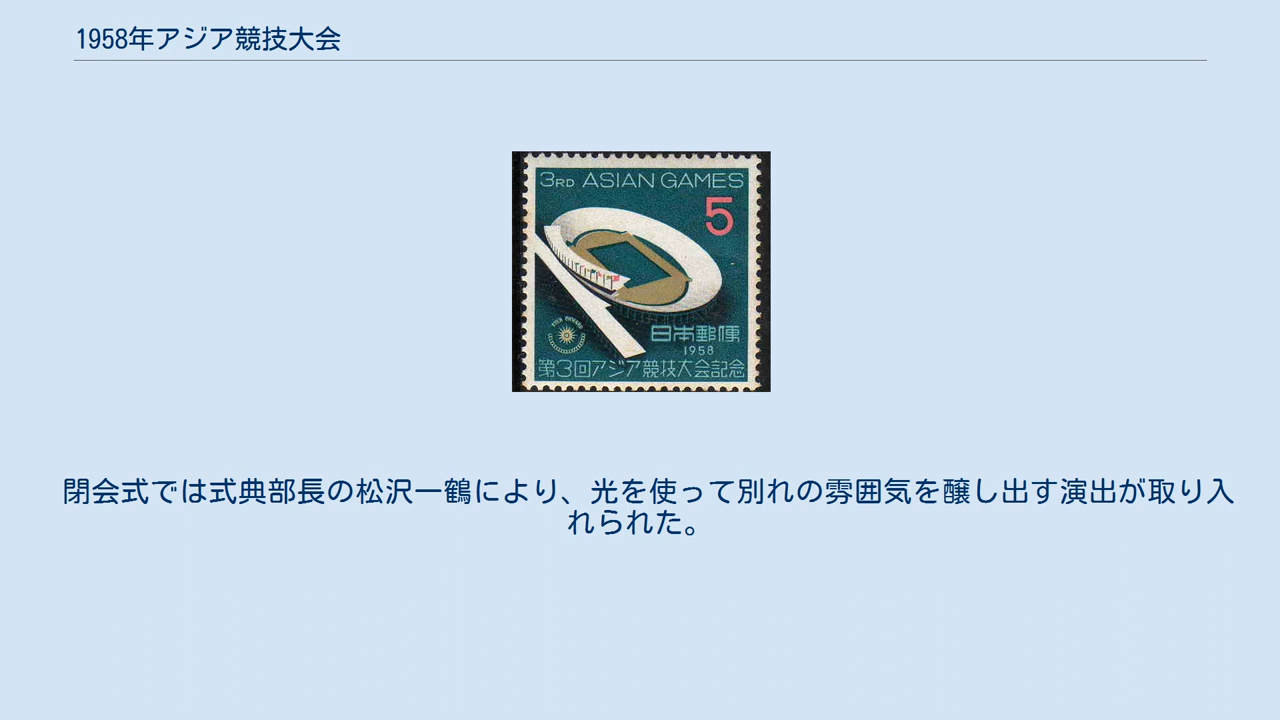 1958年アジア競技大会
3RD ASIAN GAMES
5
日本郵便
1958
第3回アジア競技大会記念
閉会式では式典部長の松沢一鶴により、光を使って別れの雰囲気を醸し出す演出が取り入
れられた。